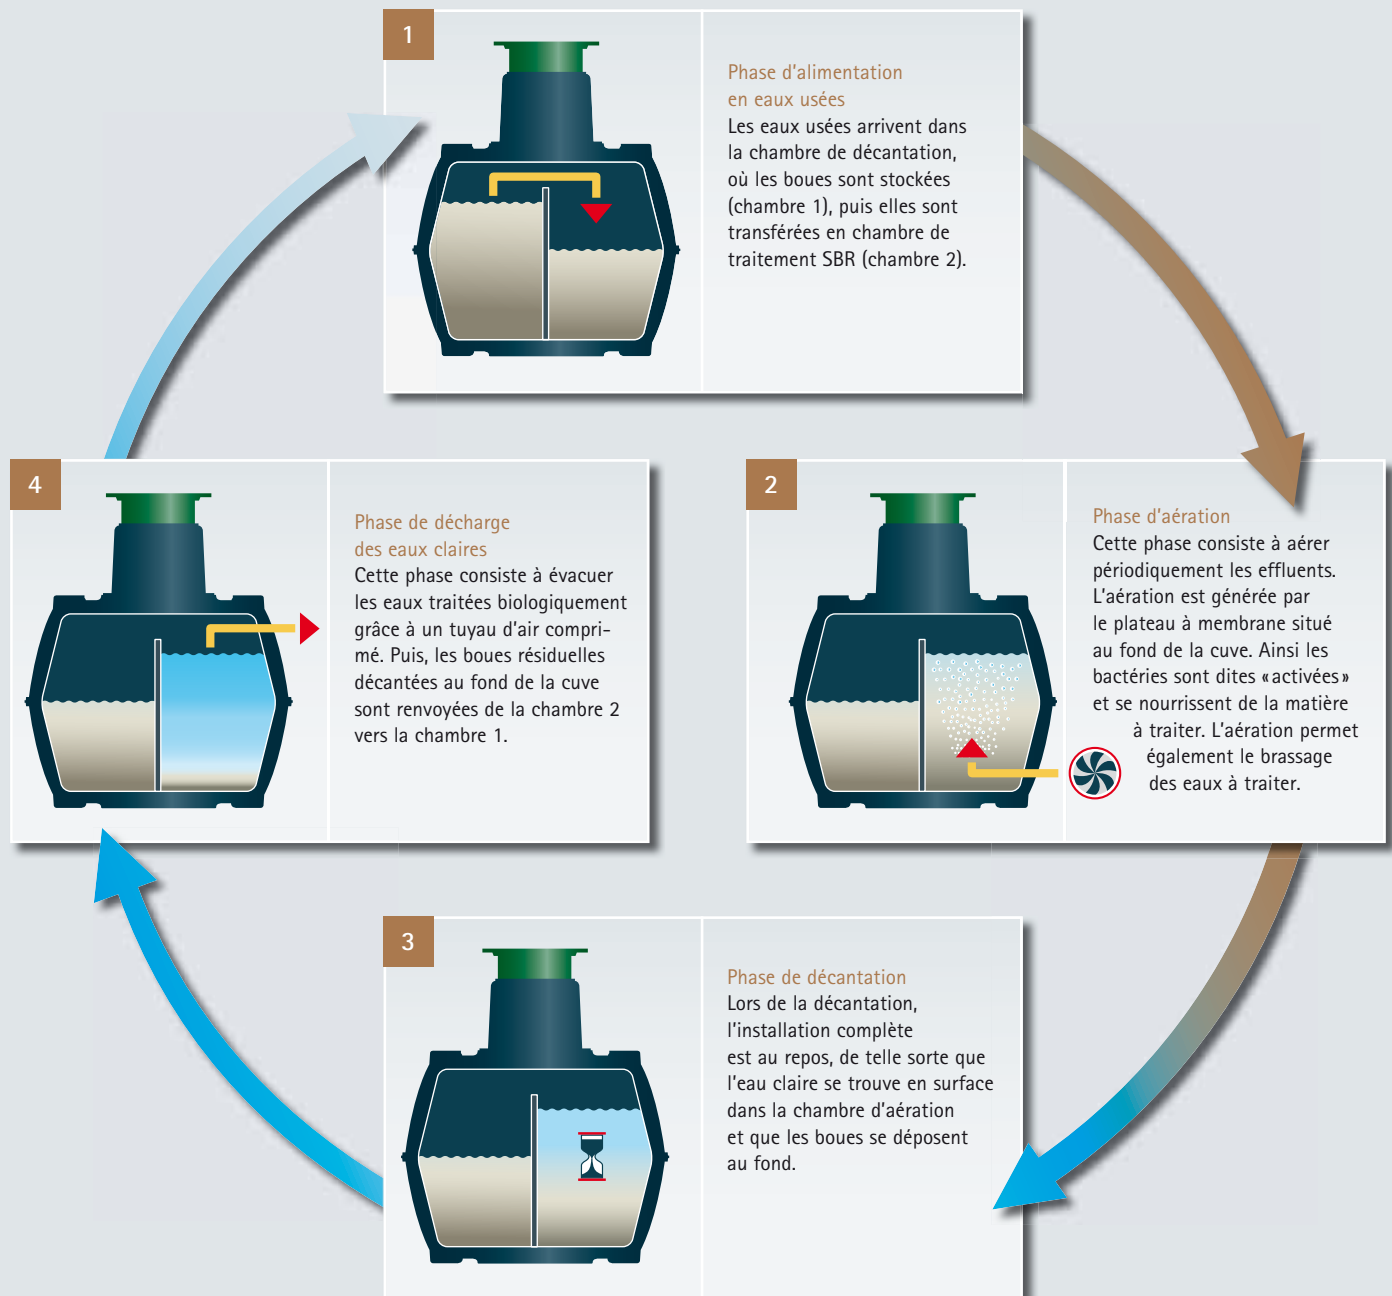 1
Phase d'alimentation
en eaux usées
Les eaux usées arrivent dans
la chambre de décantation,
où les boues sont stockées
(chambre 1), puis elles sont
transférées en chambre de
traitement SBR (chambre 2).
2
Phase d'aération
Cette phase consiste à aérer
périodiquement les effluents.
L'aération est générée par
le plateau à membrane situé
au fond de la cuve. Ainsi les
bactéries sont dites «activées»
et se nourrissent de la matière
à traiter. L'aération permet
également le brassage
des eaux à traiter.
3
Phase de décantation
Lors de la décantation,
l'installation complète
est au repos, de telle sorte que
l'eau claire se trouve en surface
dans la chambre d'aération
et que les boues se déposent
au fond.
4
Phase de décharge
des eaux claires
Cette phase consiste à évacuer
les eaux traitées biologiquement
grâce à un tuyau d'air compri-
mé. Puis, les boues résiduelles
décantées au fond de la cuve
sont renvoyées de la chambre 2
vers la chambre 1.